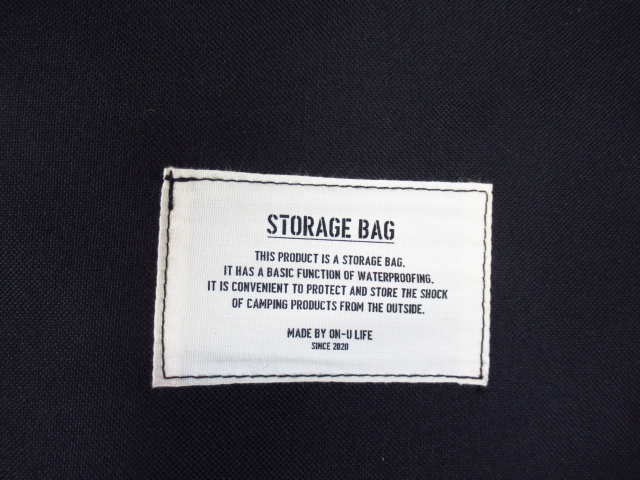 STORAGE BAG
THIS PRODUCT IS A STORAGE BAG.
IT HAS A BASIC FUNCTION OF WATERPROOFING.
IT IS CONVENIENT TO PROTECT AND STORE THE SHOCK
OF CAMPING PRODUCTS FROM THE OUTSIDE.
MADE BY ON-U LIFE
SINCE 2020